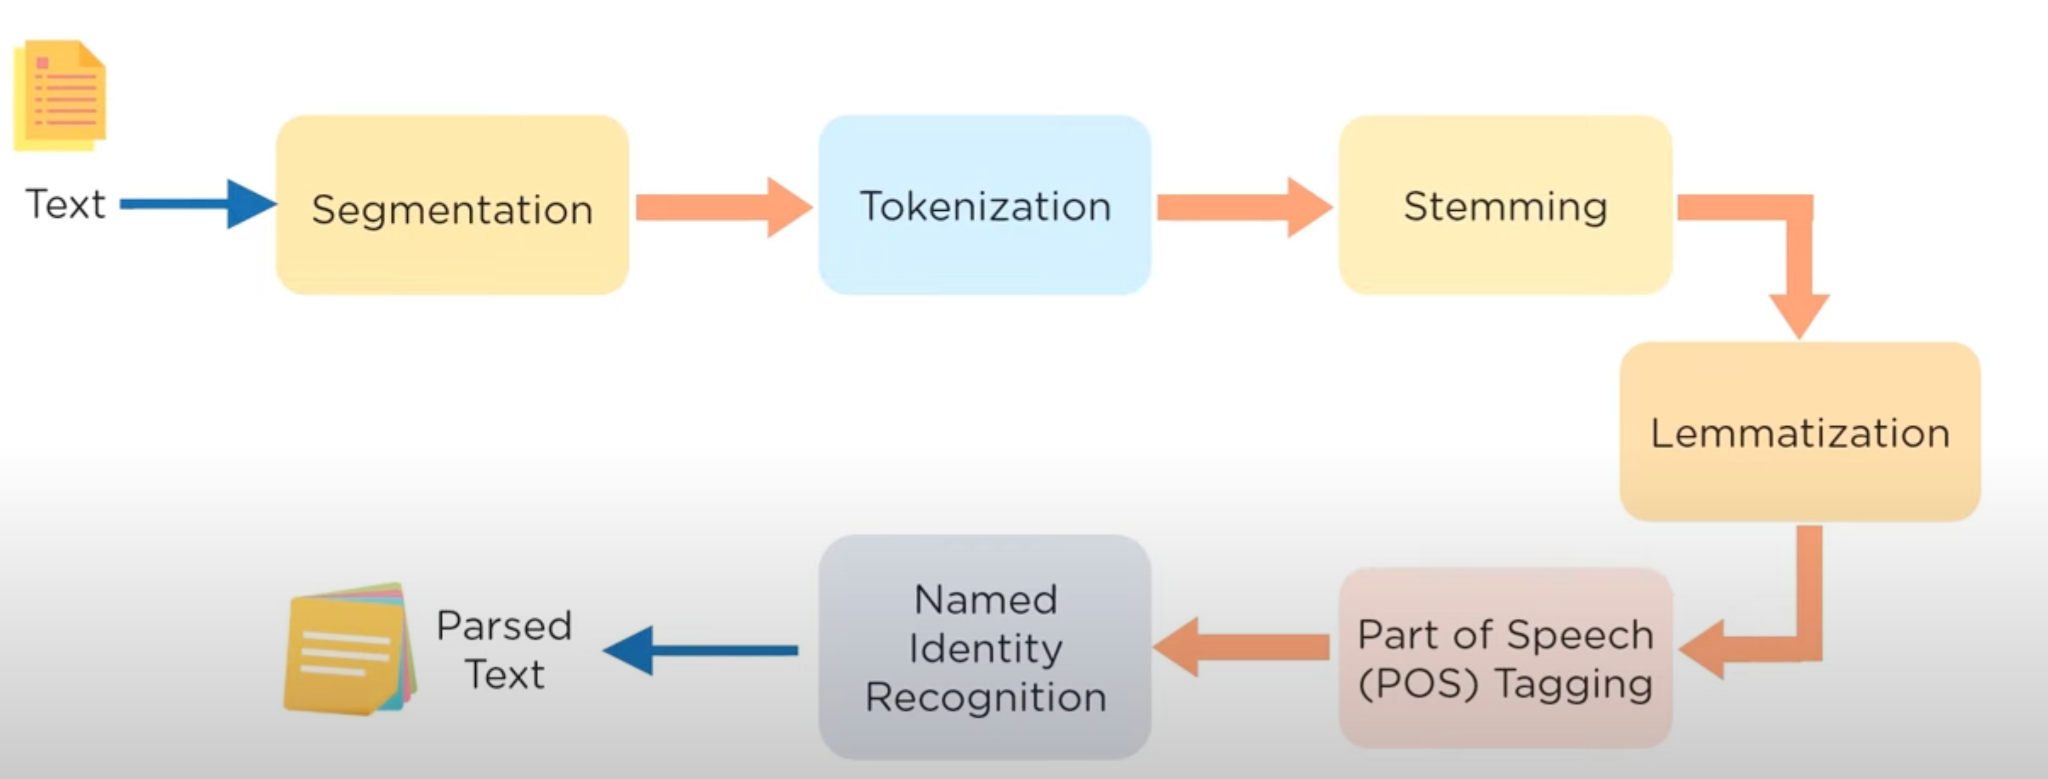 Text
Segmentation
Tokenization
Stemming
Lemmatization
Part of Speech
(POS) Tagging
Named
Identity
Recognition
Parsed
Text